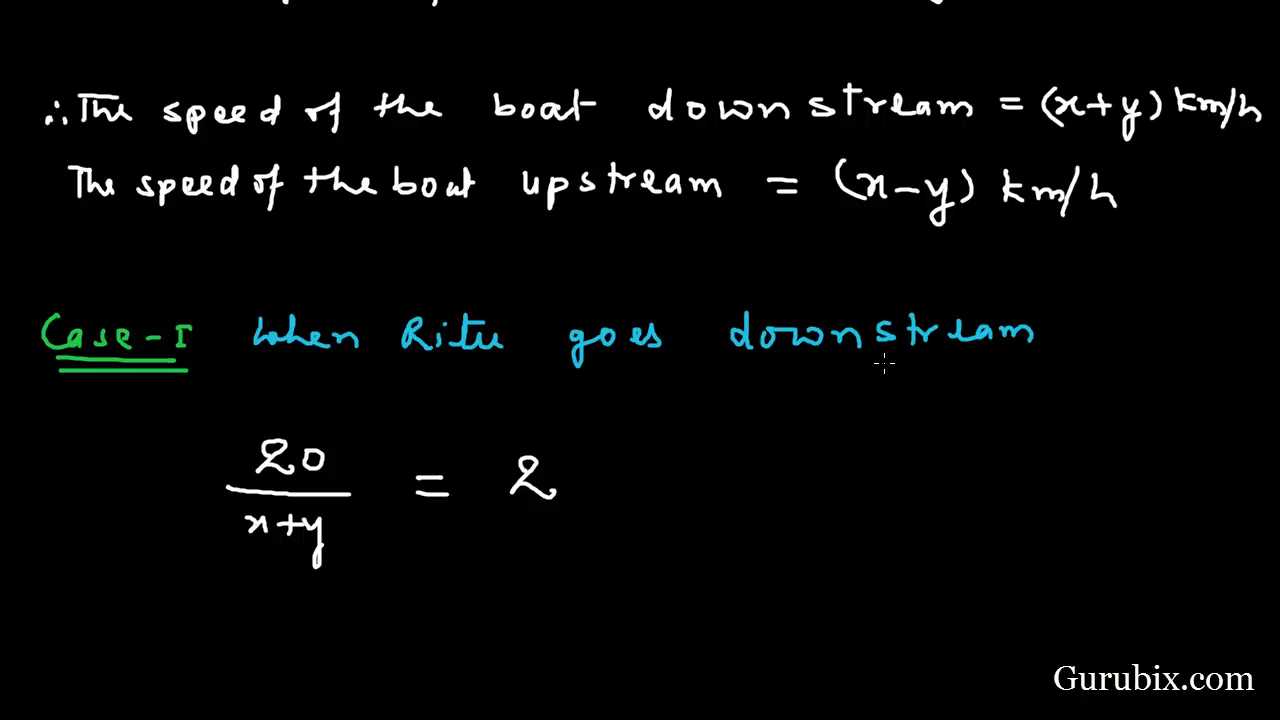 ∴ The speed of the boat downstream = (x+y) km/h
The speed of the boat upstream = (x-y) km/h
Case-I When Ritu goes downstream
20/x+y = 2
Gurubix.com